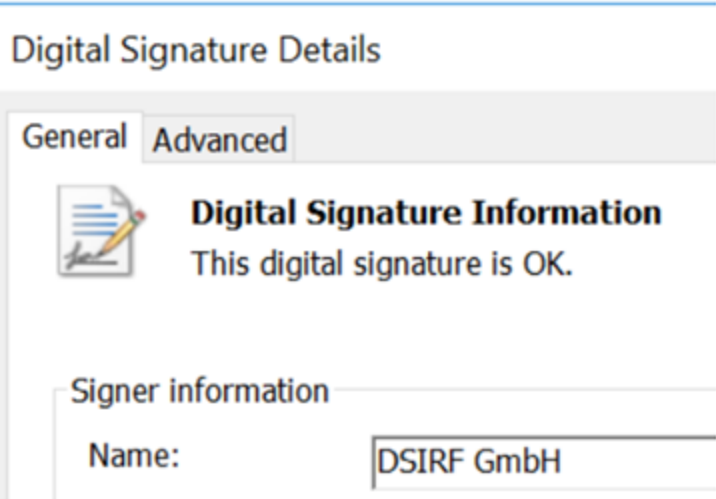 Digital Signature Details
General Advanced
Digital Signature Information
This digital signature is OK.
Signer information
Name: DSIRF GmbH